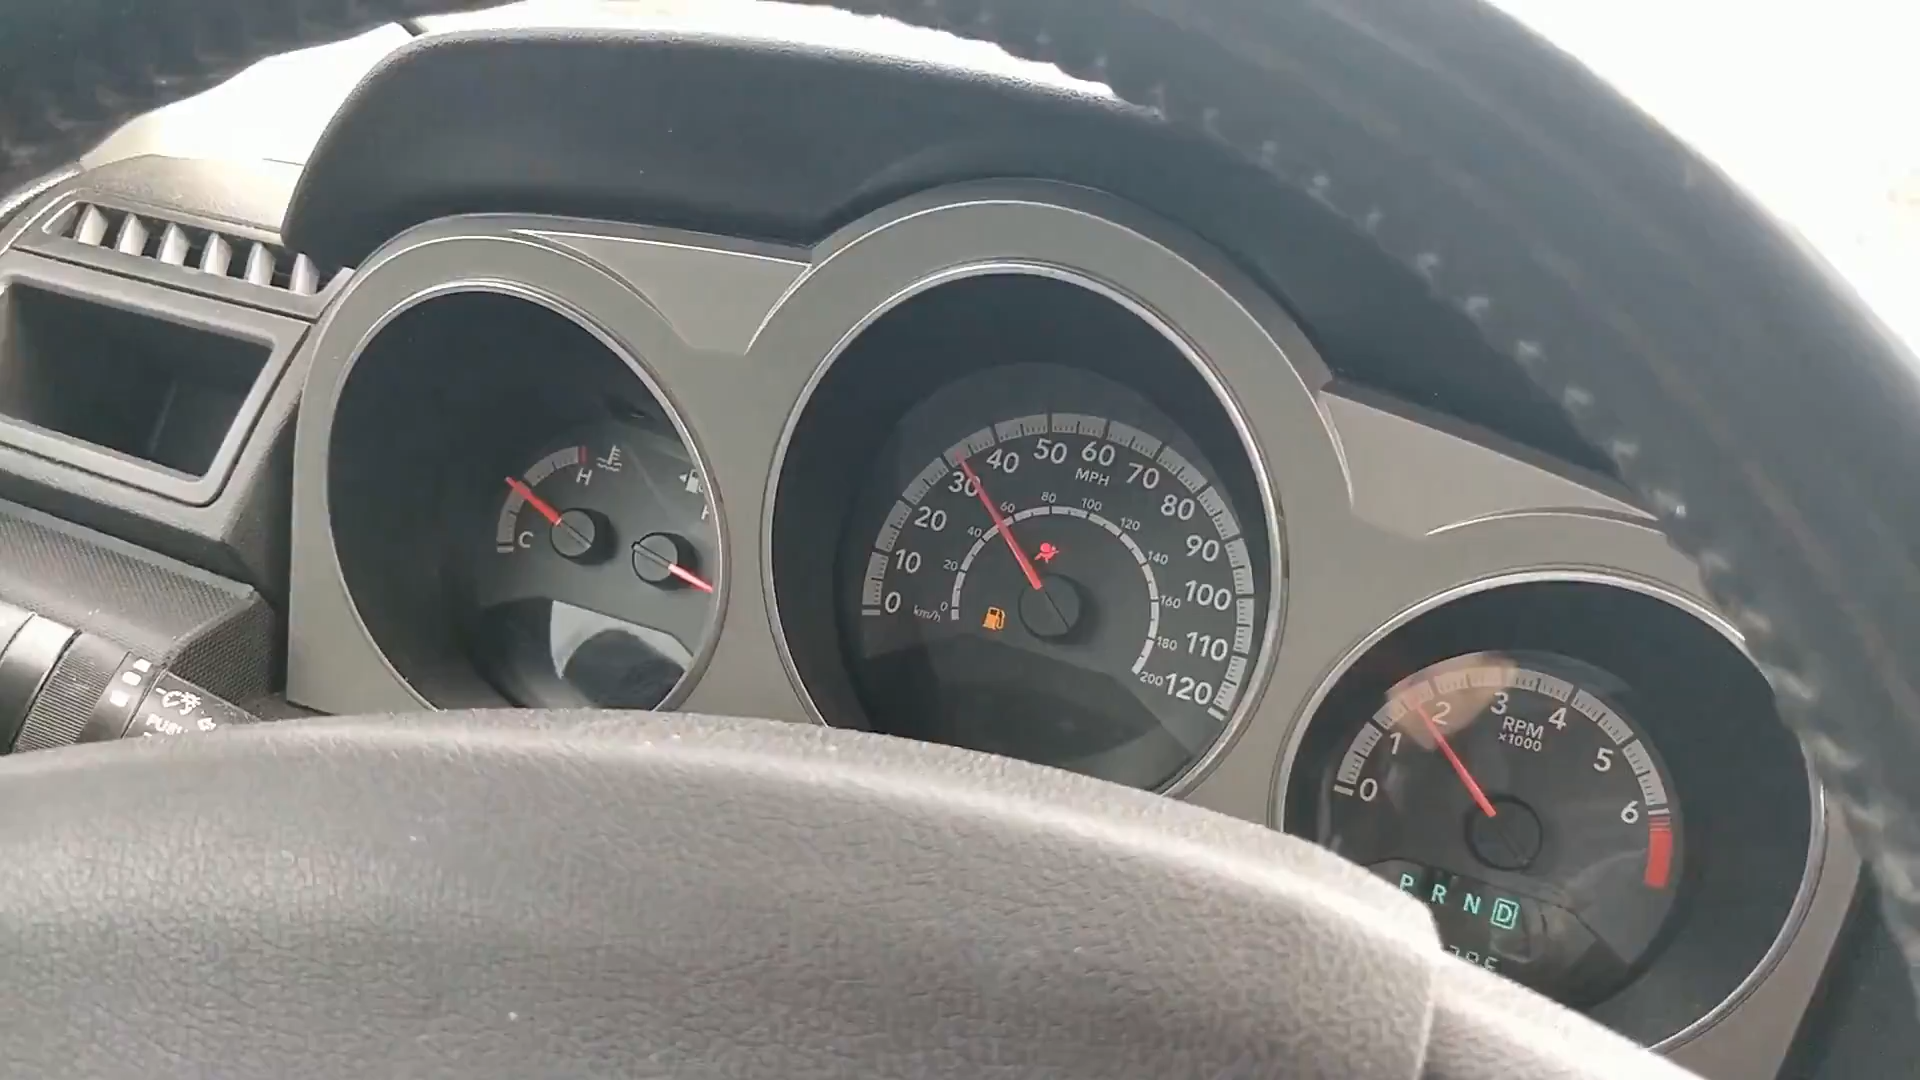 H
C
0 10 20 30 40 50 60 70 80 90 100 110 120
MPH
0 20 40 60 80 100 120 140 160 180 200
km/h
0 1 2 3 4 5 6
RPM
x1000
P R N D
PUSH